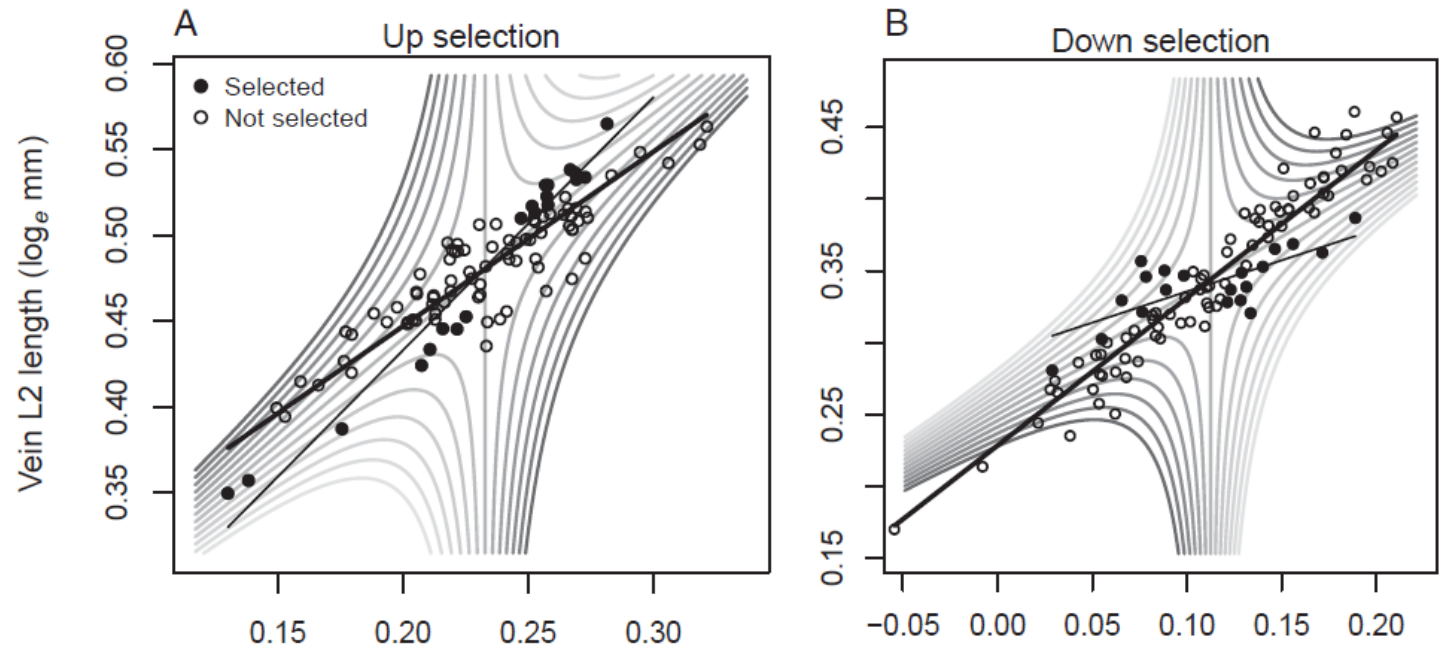 A
Up selection
Selected
Not selected
Vein L2 length (logₑ mm)
0.60
0.55
0.50
0.45
0.40
0.35
0.15
0.20
0.25
0.30
B
Down selection
0.45
0.35
0.25
0.15
−0.05
0.00
0.05
0.10
0.15
0.20